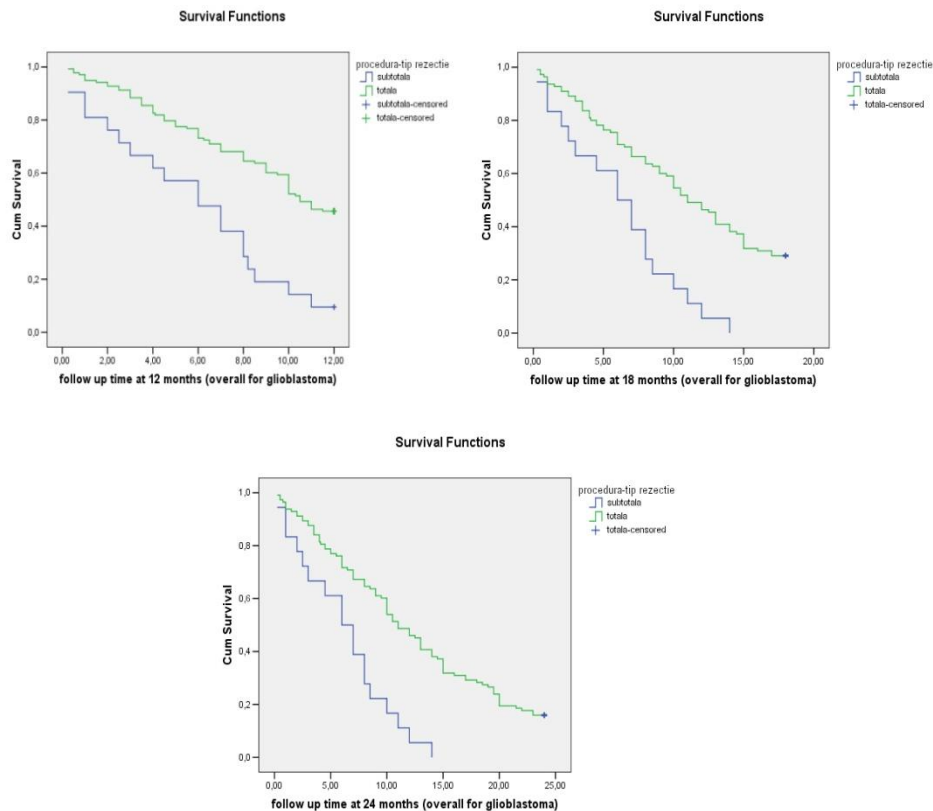 Survival Functions
procedura-tip rezectie
subtotala
totala
subtotala-censored
totala-censored
Cum Survival
1,0
0,8
0,6
0,4
0,2
0,0
0,00 2,00 4,00 6,00 8,00 10,00 12,00
follow up time at 12 months (overall for glioblastoma)
Survival Functions
procedura-tip rezectie
subtotala
totala
totala-censored
Cum Survival
1,0
0,8
0,6
0,4
0,2
0,0
0,00 5,00 10,00 15,00 20,00
follow up time at 18 months (overall for glioblastoma)
Survival Functions
procedura-tip rezectie
subtotala
totala
totala-censored
Cum Survival
1,0
0,8
0,6
0,4
0,2
0,0
0,00 5,00 10,00 15,00 20,00 25,00
follow up time at 24 months (overall for glioblastoma)